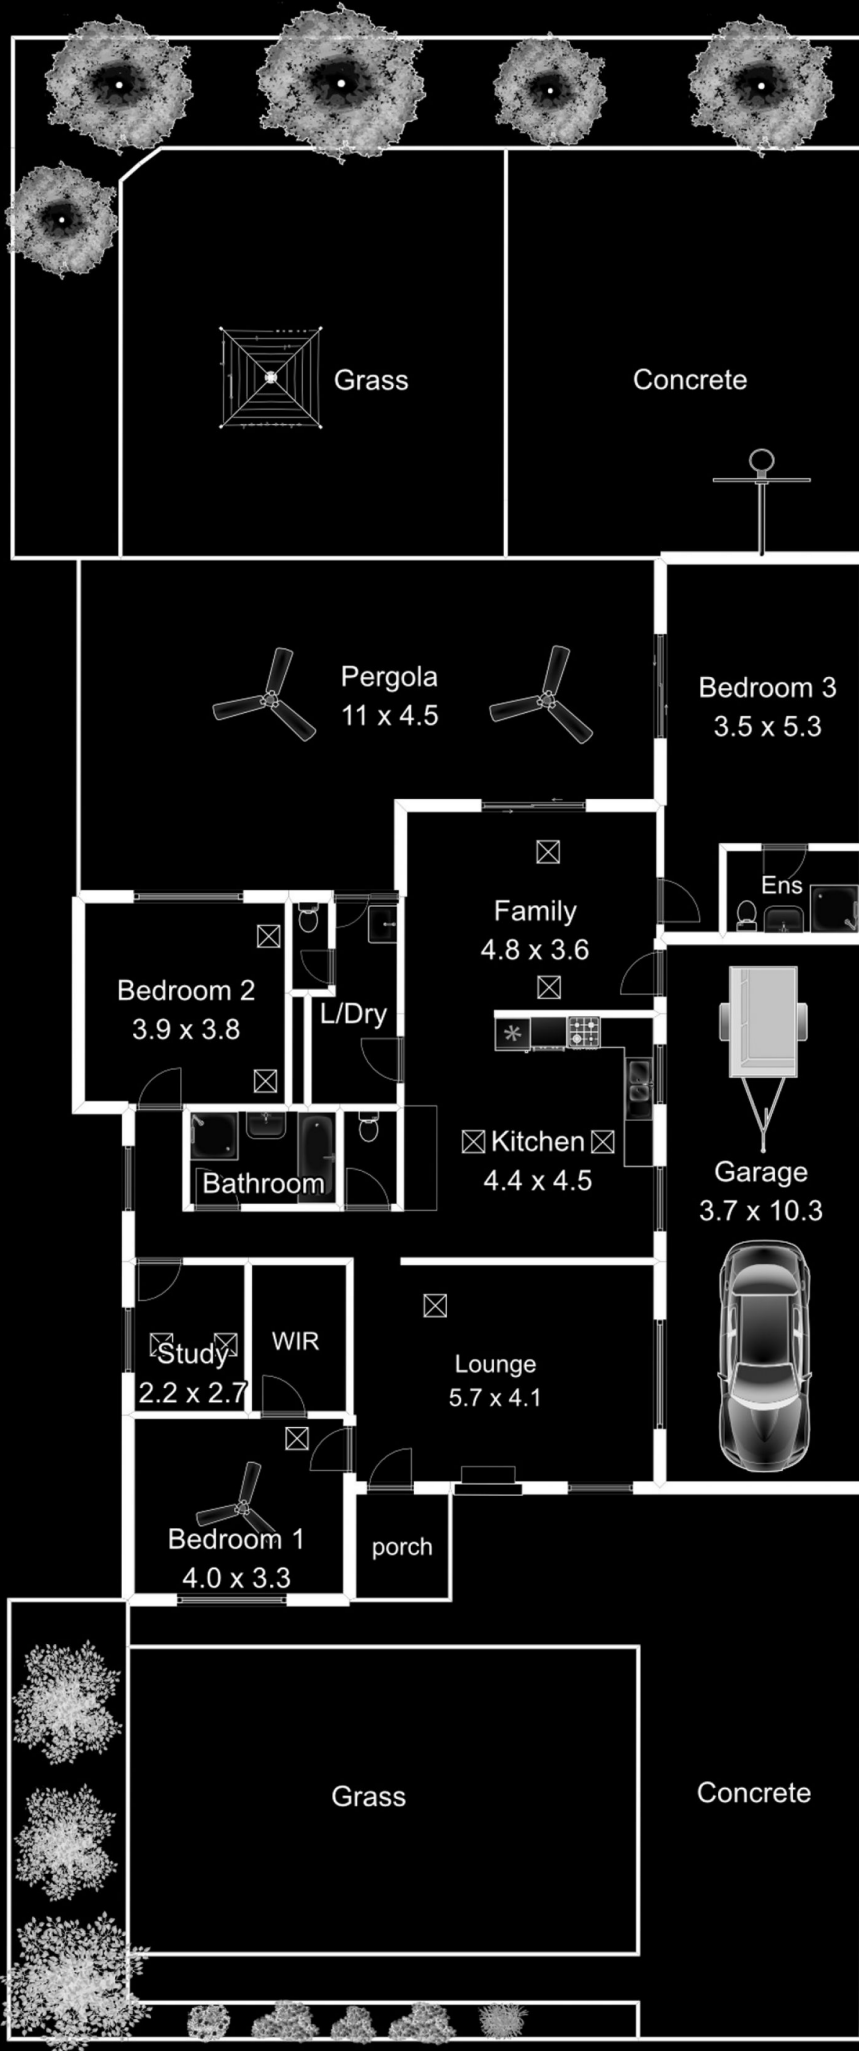 Grass
Concrete
Pergola
11 x 4.5
Bedroom 3
3.5 x 5.3
Ens
Family
4.8 x 3.6
Bedroom 2
3.9 x 3.8
L/Dry
Kitchen
4.4 x 4.5
Bathroom
Garage
3.7 x 10.3
Study
2.2 x 2.7
WIR
Lounge
5.7 x 4.1
Bedroom 1
4.0 x 3.3
porch
Grass
Concrete